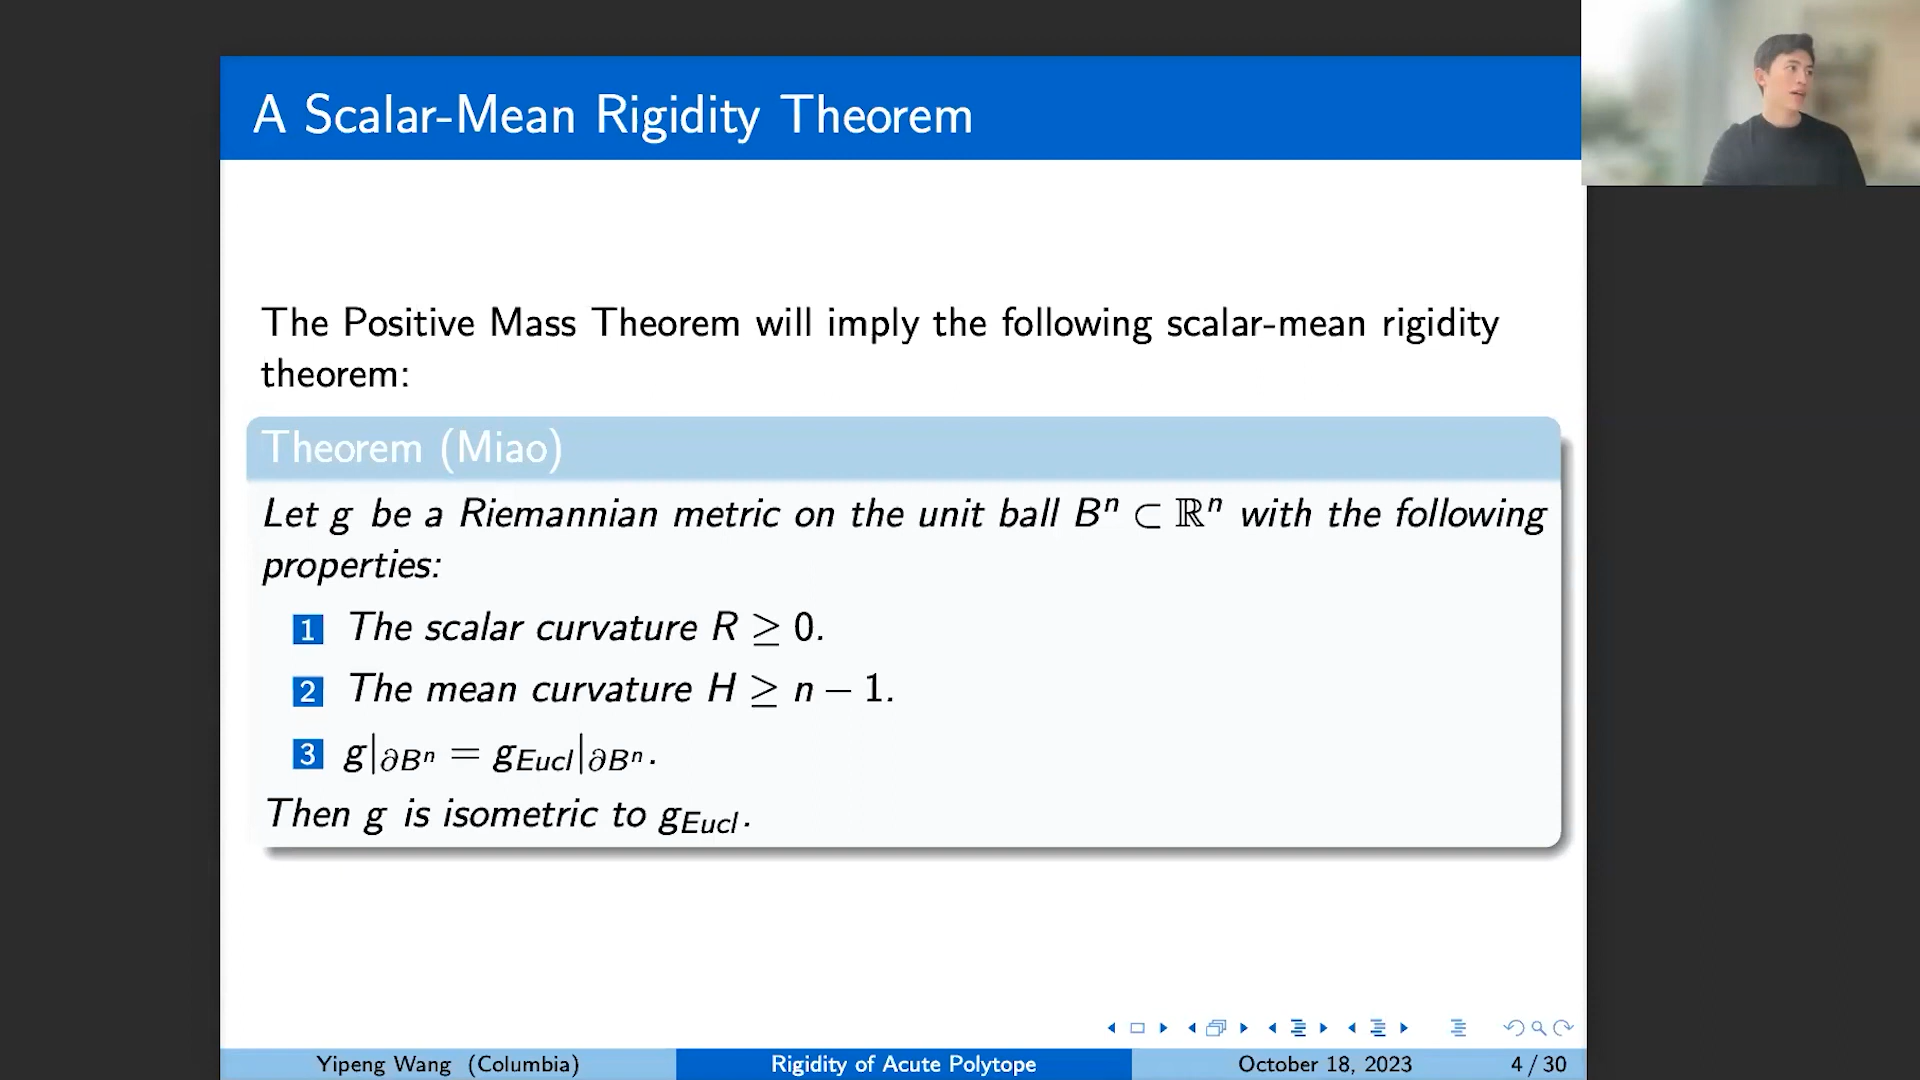 A Scalar-Mean Rigidity Theorem
The Positive Mass Theorem will imply the following scalar-mean rigidity
theorem:
Theorem (Miao)
Let g be a Riemannian metric on the unit ball Bⁿ ⊂ ℝⁿ with the following
properties:
1 The scalar curvature R ≥ 0.
2 The mean curvature H ≥ n − 1.
3 g|∂Bⁿ = gEucl|∂Bⁿ.
Then g is isometric to gEucl.
Yipeng Wang (Columbia) Rigidity of Acute Polytope October 18, 2023 4 / 30